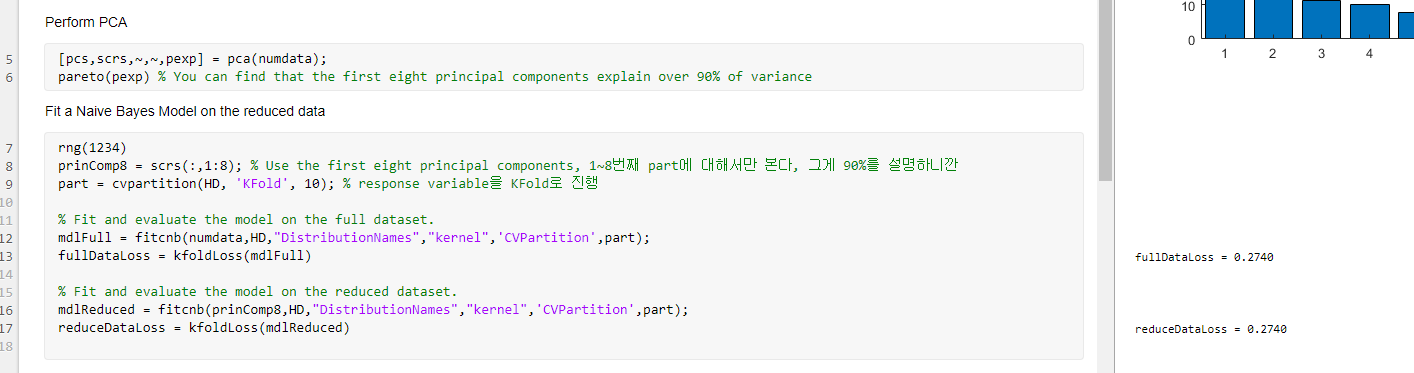 Perform PCA
5 [pcs,scrs,~,~,pexp] = pca(numdata);
6 pareto(pexp) % You can find that the first eight principal components explain over 90% of variance
Fit a Naive Bayes Model on the reduced data
7 rng(1234)
8 prinComp8 = scrs(:,1:8); % Use the first eight principal components, 1~8번째 part에 대해서만 본다, 그게 90%를 설명하니깐
9 part = cvpartition(HD, 'KFold', 10); % response variable을 KFold로 진행
10
11 % Fit and evaluate the model on the full dataset.
12 mdlFull = fitcnb(numdata,HD,"DistributionNames","kernel",'CVPartition',part);
13 fullDataLoss = kfoldLoss(mdlFull)
14
15 % Fit and evaluate the model on the reduced dataset.
16 mdlReduced = fitcnb(prinComp8,HD,"DistributionNames","kernel",'CVPartition',part);
17 reduceDataLoss = kfoldLoss(mdlReduced)
18
10
0
1 2 3 4
fullDataLoss = 0.2740
reduceDataLoss = 0.2740